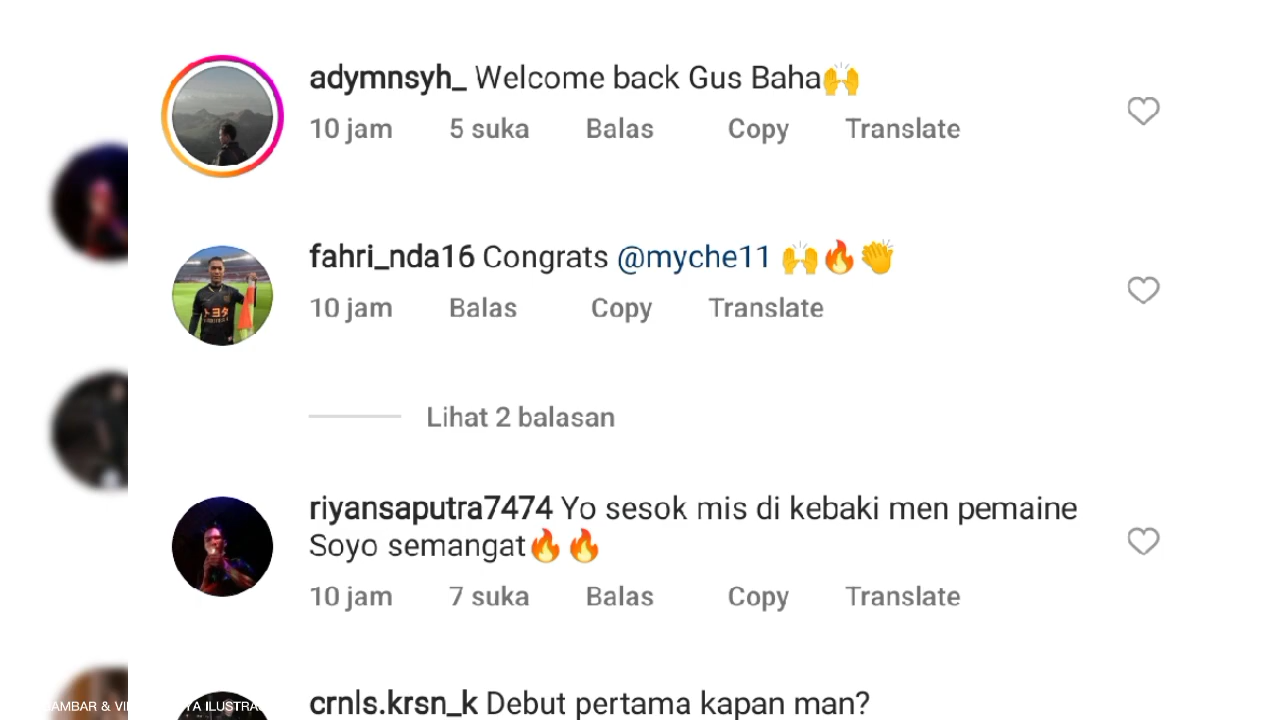 adymnsyh_ Welcome back Gus Baha🙌
10 jam 5 suka Balas Copy Translate
fahri_nda16 Congrats @myche11 🙌🔥👏
10 jam Balas Copy Translate
Lihat 2 balasan
riyansaputra7474 Yo sesok mis di kebaki men pemaine
Soyo semangat🔥🔥
10 jam 7 suka Balas Copy Translate
crnls.krsn_k Debut pertama kapan man?